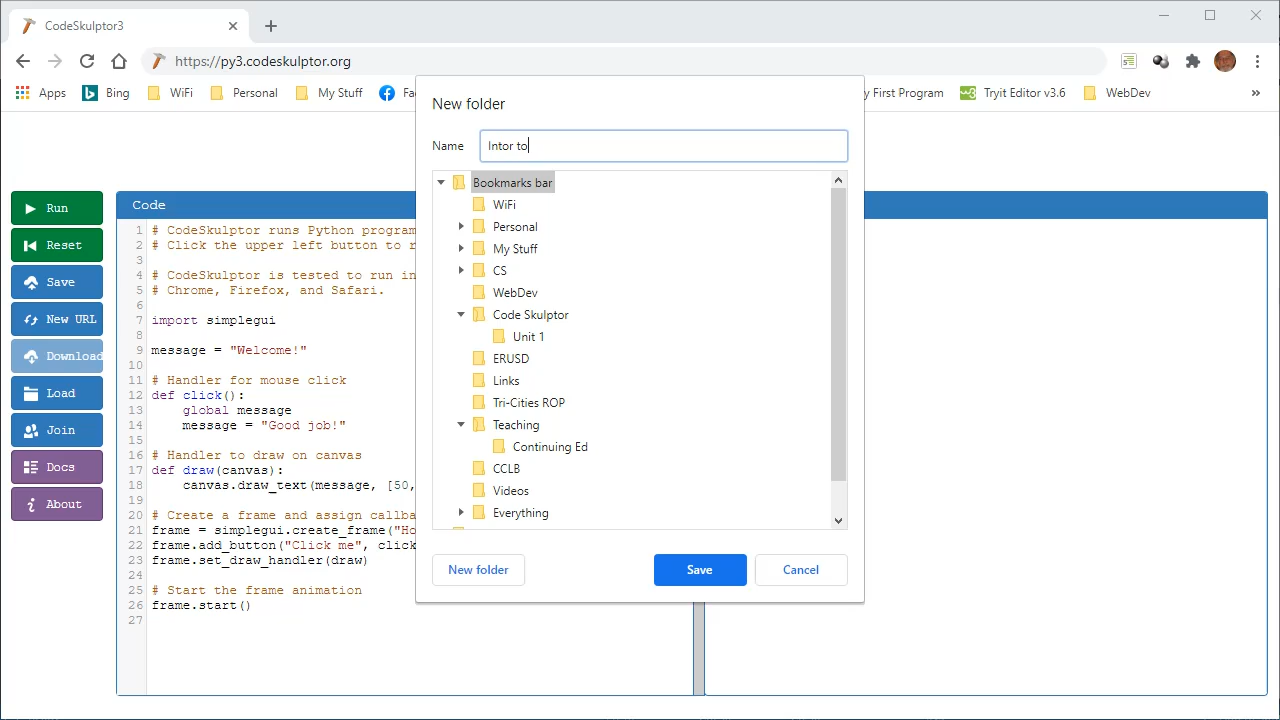 CodeSkulptor3
https://py3.codeskulptor.org
Apps Bing WiFi Personal My Stuff First Program Tryit Editor v3.6 WebDev »
New folder
Name Intor to
Bookmarks bar
WiFi
Personal
My Stuff
CS
WebDev
Code Skulptor
Unit 1
ERUSD
Links
Tri-Cities ROP
Teaching
Continuing Ed
CCLB
Videos
Everything
New folder Save Cancel
Run
Reset
Save
New URL
Download
Load
Join
Docs
About
Code
1 # CodeSkulptor runs Python program
2 # Click the upper left button to r
3
4 # CodeSkulptor is tested to run in
5 # Chrome, Firefox, and Safari.
6
7 import simplegui
8
9 message = "Welcome!"
10
11 # Handler for mouse click
12 def click():
13 global message
14 message = "Good job!"
15
16 # Handler to draw on canvas
17 def draw(canvas):
18 canvas.draw_text(message, [50,
19
20 # Create a frame and assign callba
21 frame = simplegui.create_frame("Ho
22 frame.add_button("Click me", click
23 frame.set_draw_handler(draw)
24
25 # Start the frame animation
26 frame.start()
27